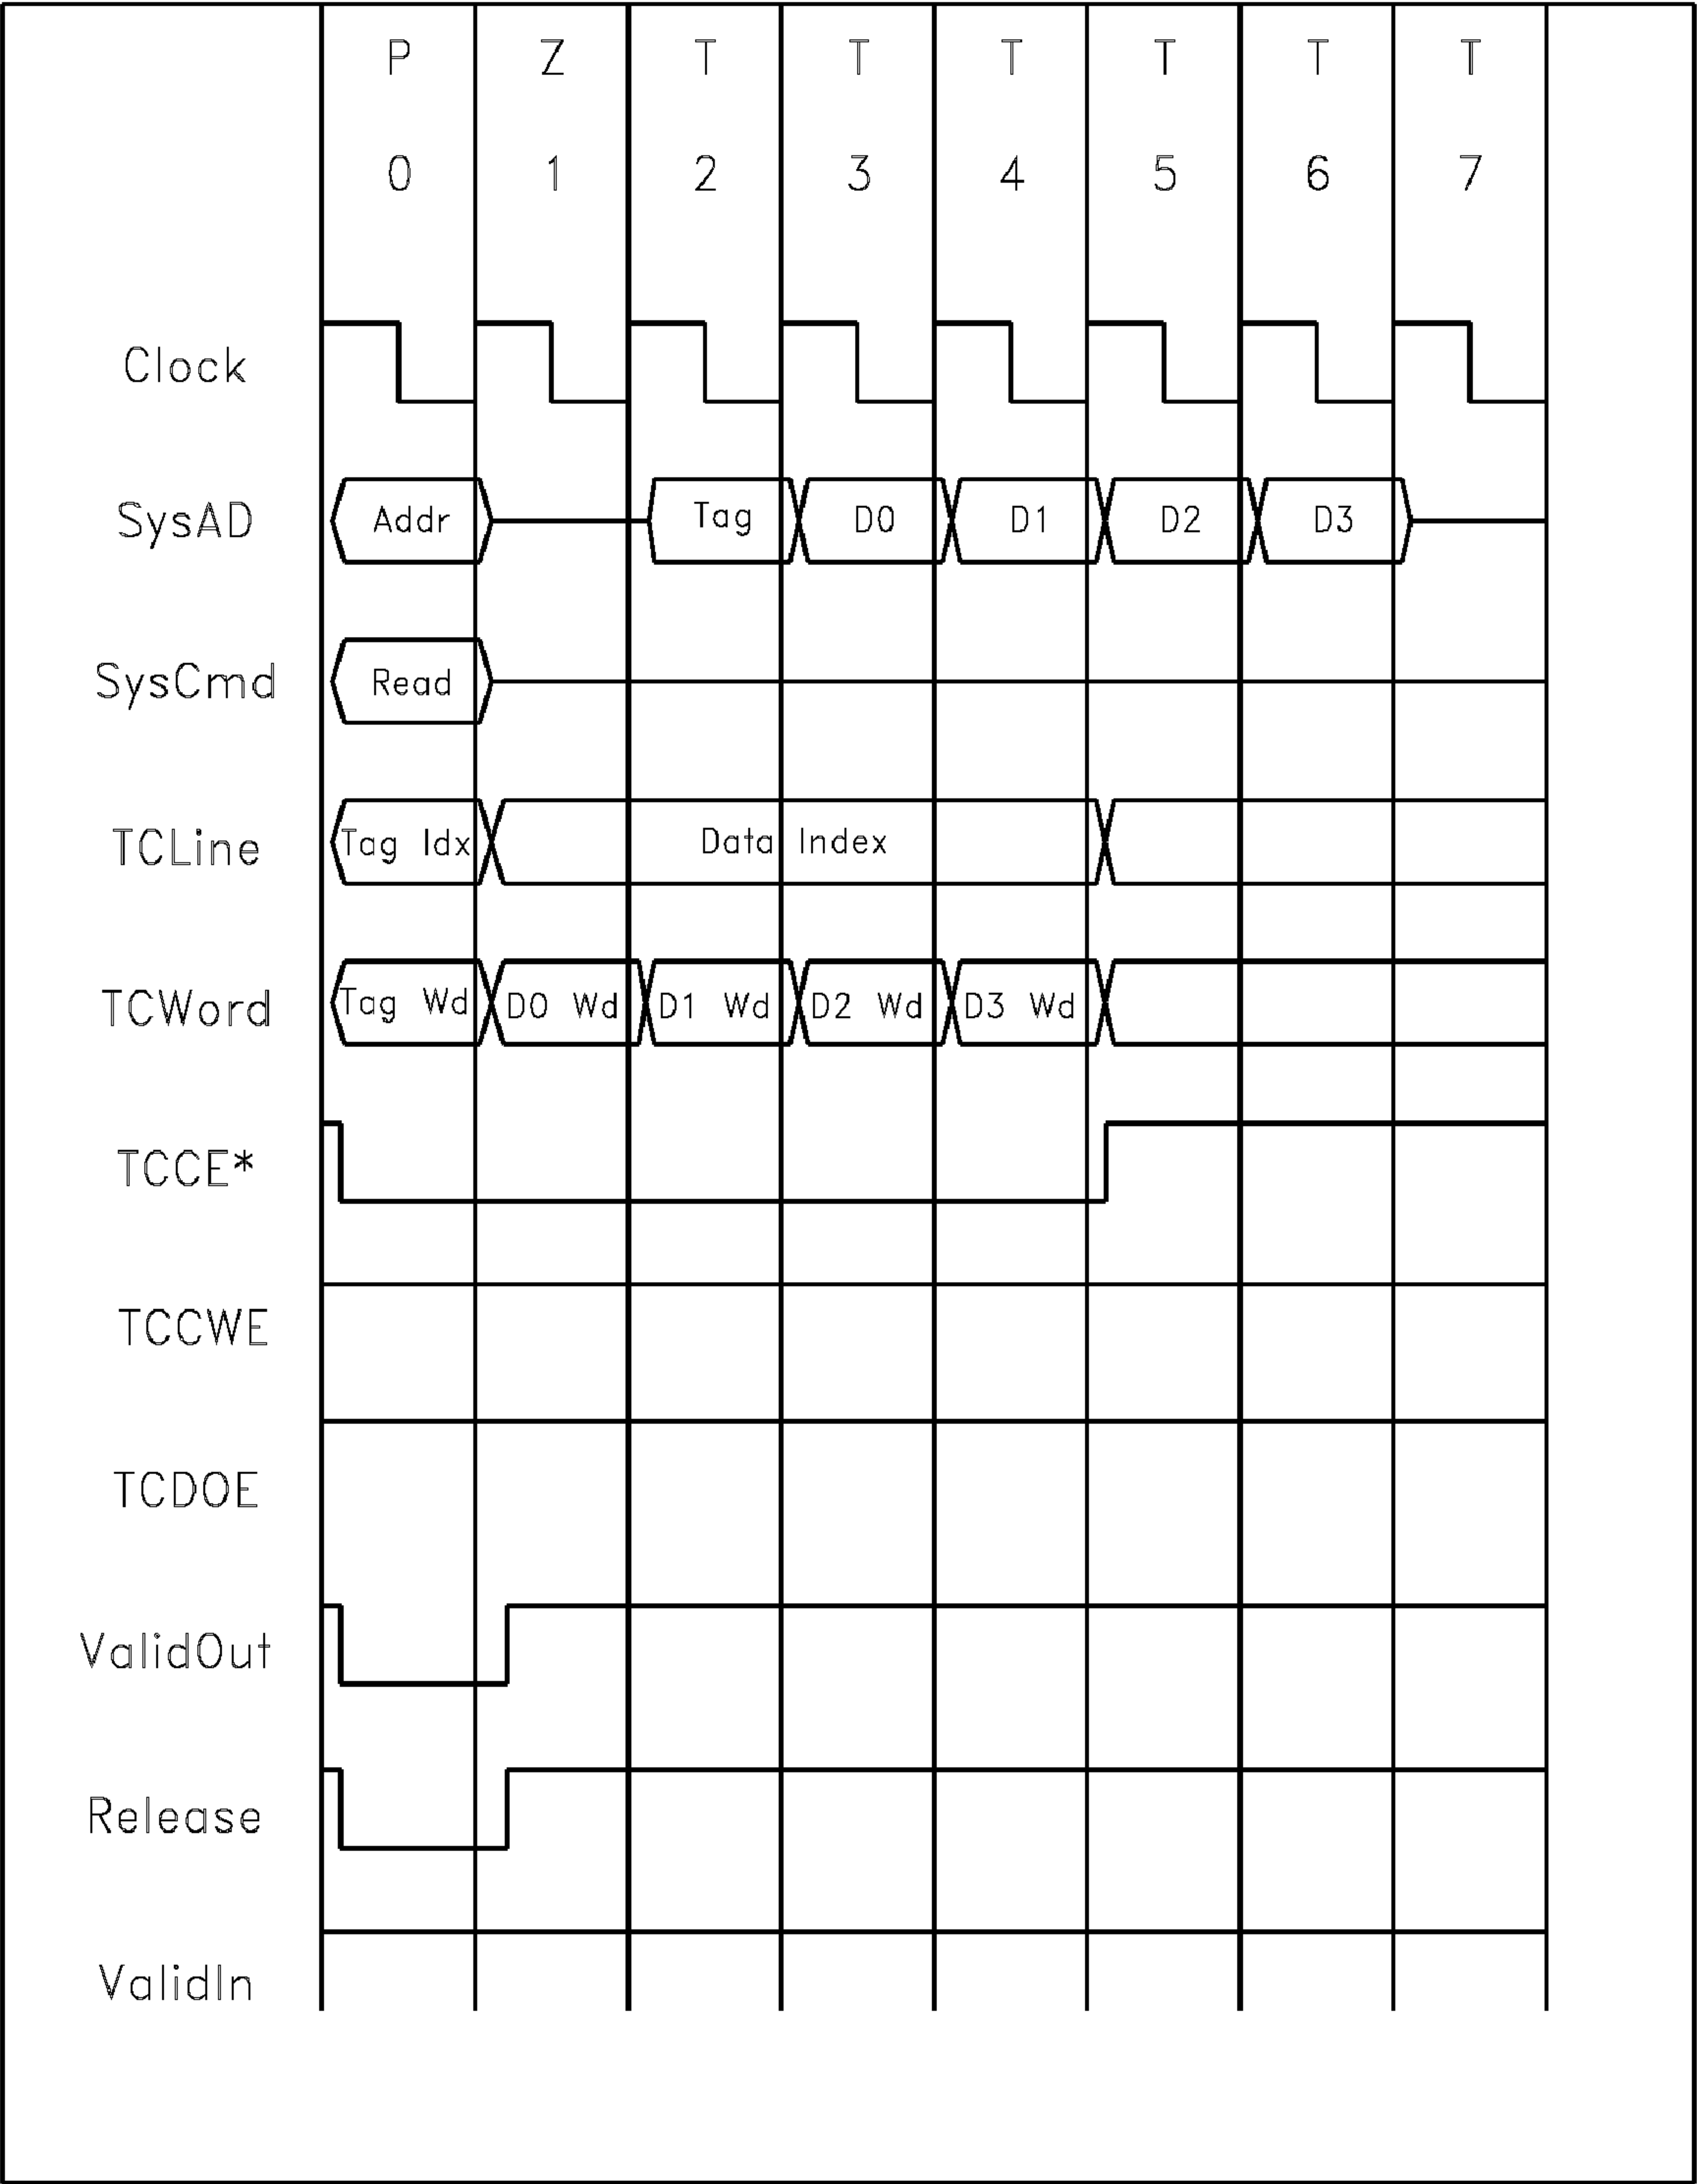 P Z T T T T T T
0 1 2 3 4 5 6 7
Clock
SysAD Addr Tag D0 D1 D2 D3
SysCmd Read
TCLine Tag Idx Data Index
TCWord Tag Wd D0 Wd D1 Wd D2 Wd D3 Wd
TCCE*
TCCWE
TCDOE
ValidOut
Release
ValidIn